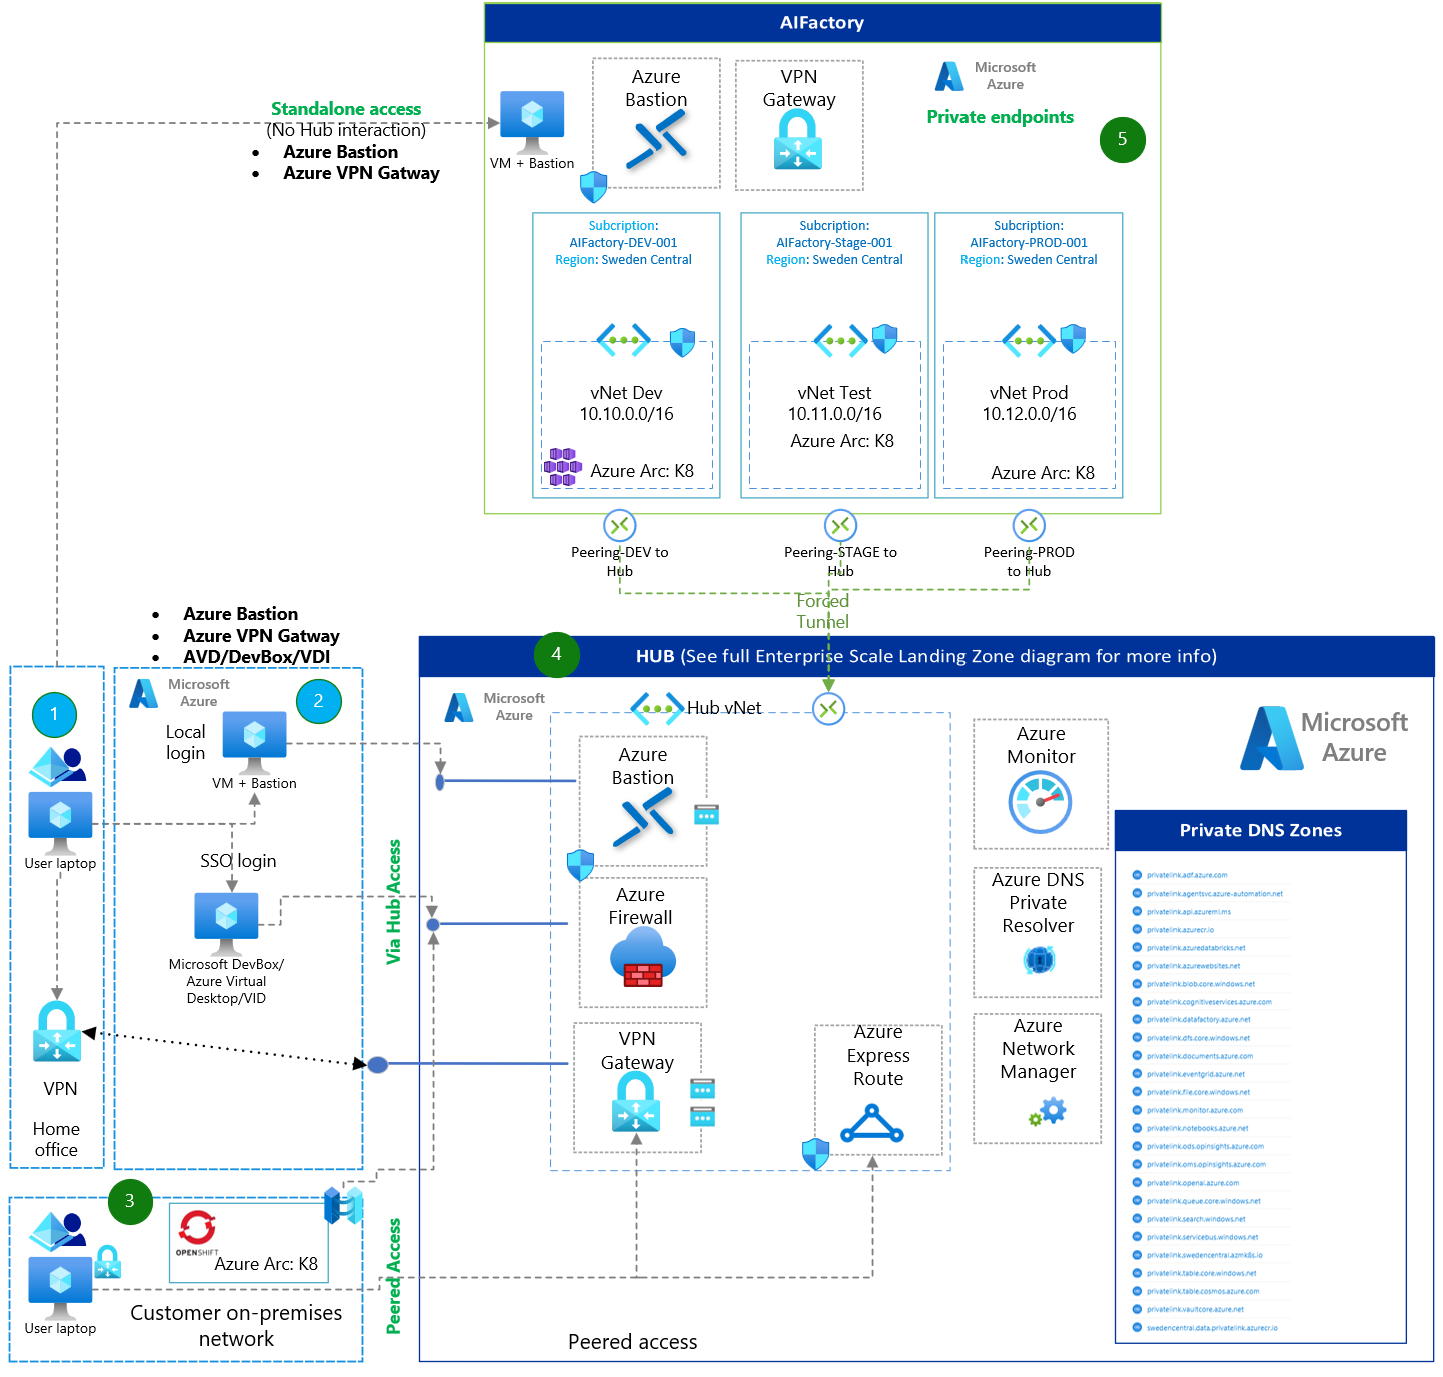 AIFactory
Azure
Bastion
VPN
Gateway
Microsoft
Azure
Private endpoints
5
Standalone access
(No Hub interaction)
• Azure Bastion
• Azure VPN Gatway
VM + Bastion
Subcription:
AIFactory-DEV-001
Region: Sweden Central
Subcription:
AIFactory-Stage-001
Region: Sweden Central
Subcription:
AIFactory-PROD-001
Region: Sweden Central
vNet Dev
10.10.0.0/16
Azure Arc: K8
vNet Test
10.11.0.0/16
Azure Arc: K8
vNet Prod
10.12.0.0/16
Azure Arc: K8
Peering-DEV to
Hub
Peering-STAGE to
Hub
Peering-PROD
to Hub
Forced
Tunnel
• Azure Bastion
• Azure VPN Gatway
• AVD/DevBox/VDI
1
User laptop
VPN
Home
office
Microsoft
Azure
2
Local
login
VM + Bastion
SSO login
Microsoft DevBox/
Azure Virtual
Desktop/VID
3
User laptop
OPENSHIFT
Azure Arc: K8
Customer on-premises
network
Via Hub Access
Peered Access
4
HUB (See full Enterprise Scale Landing Zone diagram for more info)
Microsoft
Azure
Hub vNet
Azure
Bastion
Azure
Firewall
VPN
Gateway
Azure
Express
Route
Peered access
Azure
Monitor
Azure DNS
Private
Resolver
Azure
Network
Manager
Microsoft
Azure
Private DNS Zones
privatelink.adf.azure.com
privatelink.agentsvc.azure-automation.net
privatelink.api.azureml.ms
privatelink.azurecr.io
privatelink.azuredatabricks.net
privatelink.azurewebsites.net
privatelink.blob.core.windows.net
privatelink.cognitiveservices.azure.com
privatelink.datafactory.azure.net
privatelink.dfs.core.windows.net
privatelink.documents.azure.com
privatelink.eventgrid.azure.net
privatelink.file.core.windows.net
privatelink.monitor.azure.com
privatelink.notebooks.azure.net
privatelink.ods.opinsights.azure.com
privatelink.oms.opinsights.azure.com
privatelink.openai.azure.com
privatelink.queue.core.windows.net
privatelink.search.windows.net
privatelink.servicebus.windows.net
privatelink.swedencentral.azmk8s.io
privatelink.table.core.windows.net
privatelink.table.cosmos.azure.com
privatelink.vaultcore.azure.net
swedencentral.data.privatelink.azurecr.io